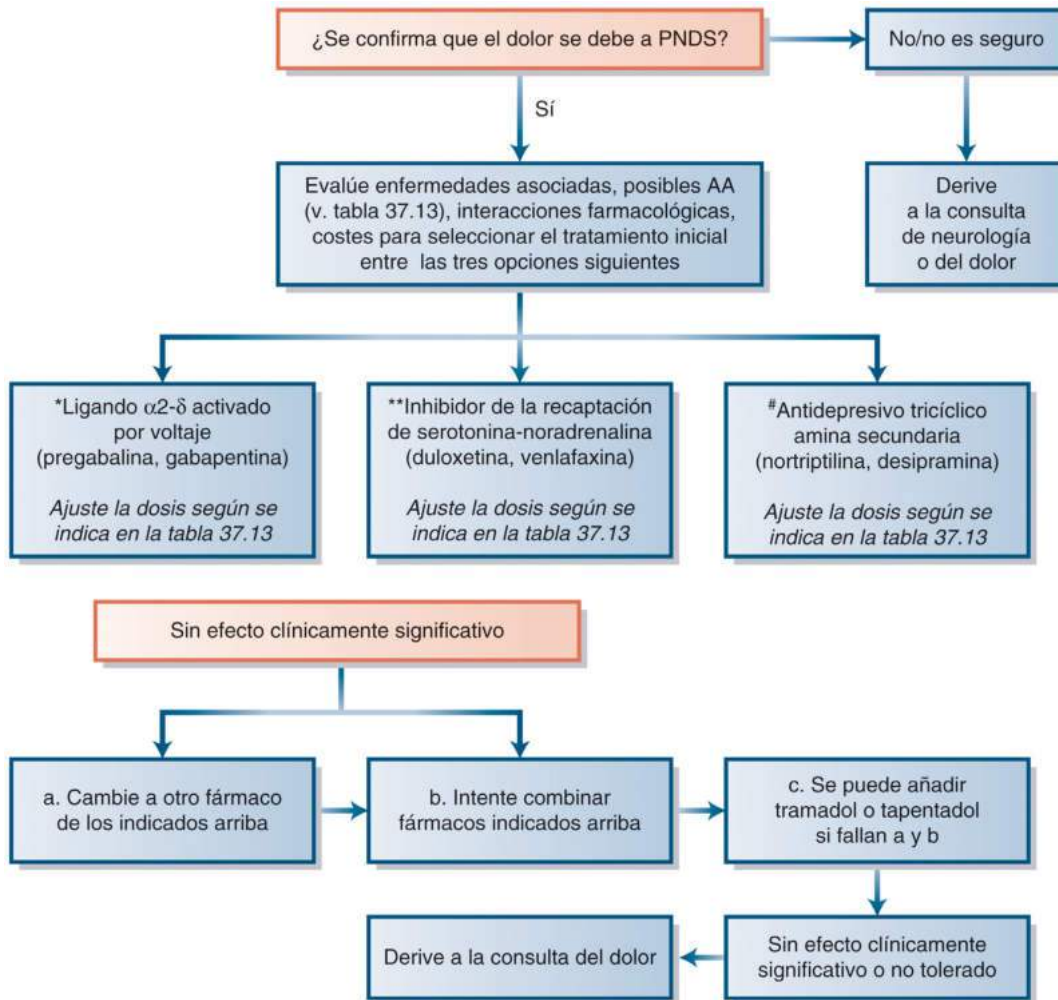 ¿Se confirma que el dolor se debe a PNDS?
No/no es seguro
Sí
Evalúe enfermedades asociadas, posibles AA
(v. tabla 37.13), interacciones farmacológicas,
costes para seleccionar el tratamiento inicial
entre las tres opciones siguientes
Derive
a la consulta
de neurología
o del dolor
*Ligando α2-δ activado
por voltaje
(pregabalina, gabapentina)
Ajuste la dosis según se
indica en la tabla 37.13
**Inhibidor de la recaptación
de serotonina-noradrenalina
(duloxetina, venlafaxina)
Ajuste la dosis según se
indica en la tabla 37.13
#Antidepresivo tricíclico
amina secundaria
(nortriptilina, desipramina)
Ajuste la dosis según se
indica en la tabla 37.13
Sin efecto clínicamente significativo
a. Cambie a otro fármaco
de los indicados arriba
b. Intente combinar
fármacos indicados arriba
c. Se puede añadir
tramadol o tapentadol
si fallan a y b
Derive a la consulta del dolor
Sin efecto clínicamente
significativo o no tolerado